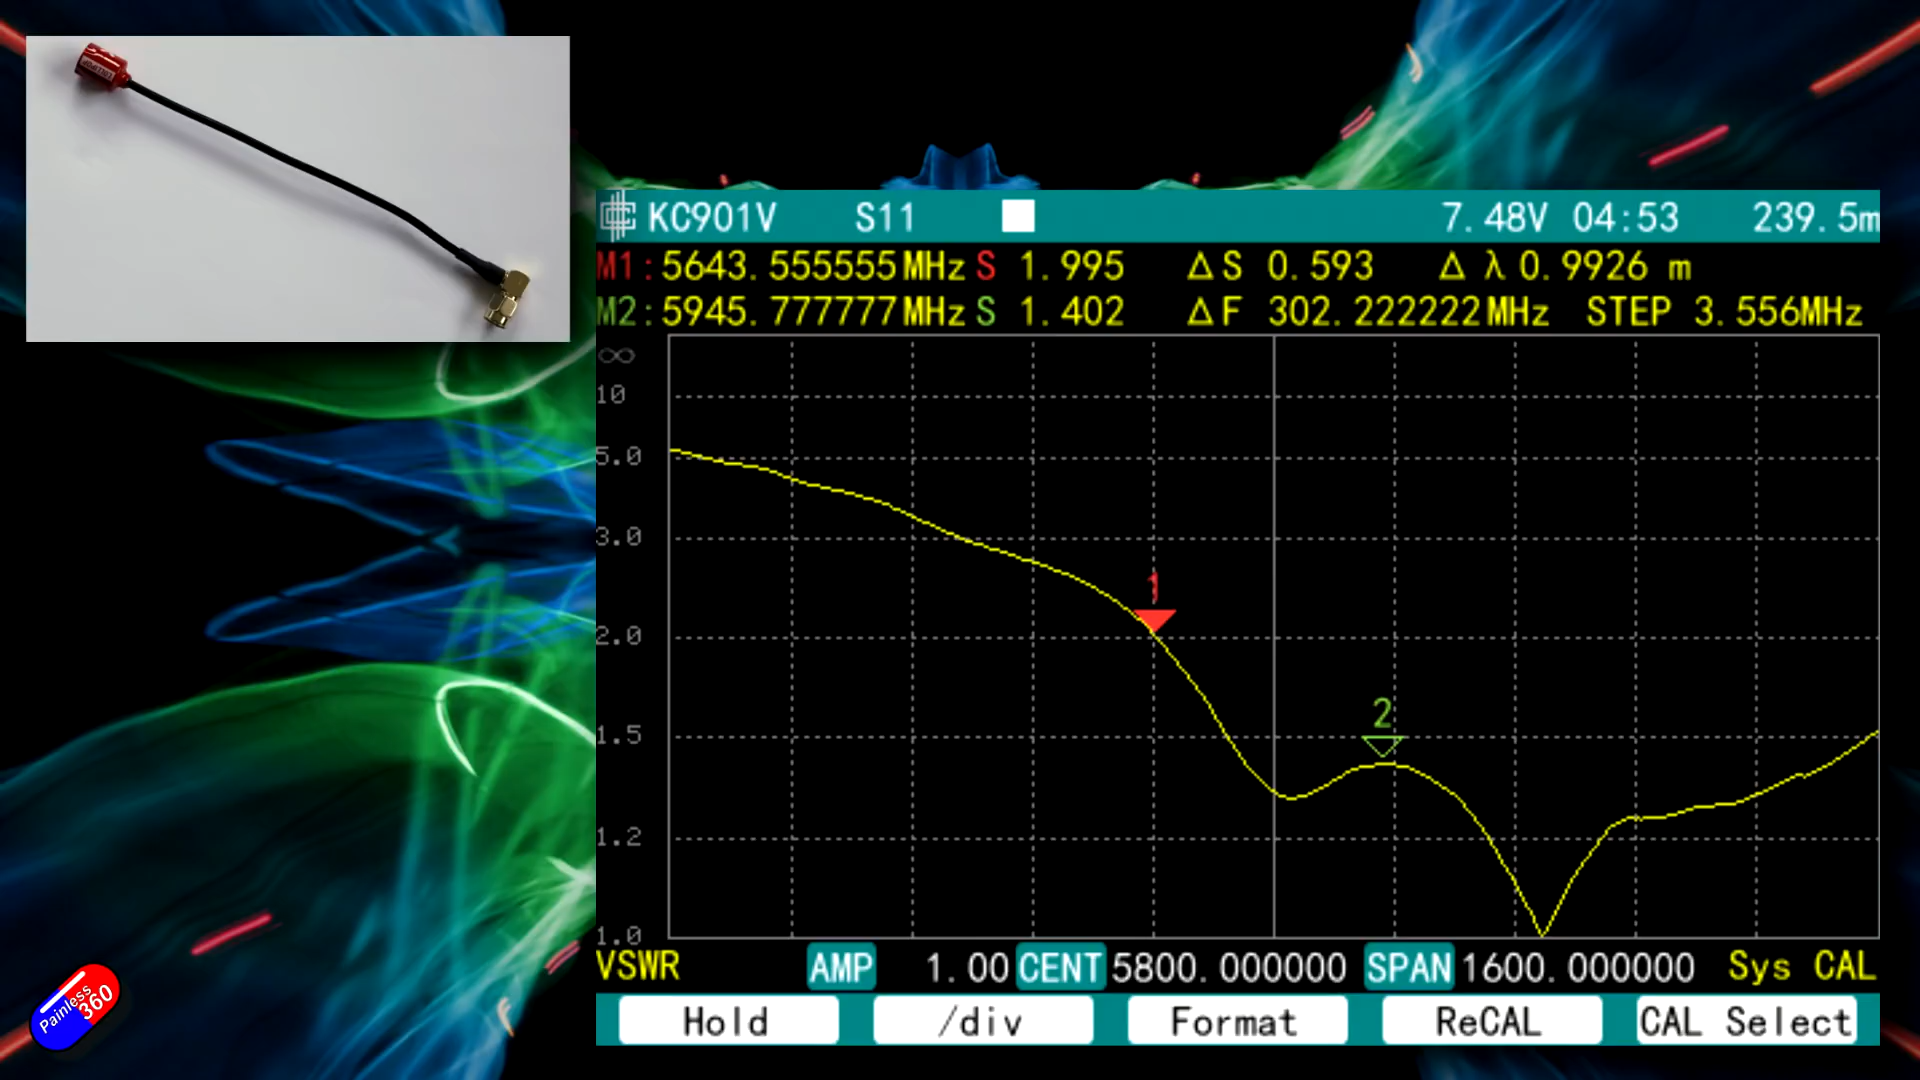 KC901V S11 7.48V 04:53 239.5m
M1:5643.555555MHz S 1.995 ΔS 0.593 Δλ0.9926 m
M2:5945.777777MHz S 1.402 ΔF 302.222222MHz STEP 3.556MHz
∞
10
5.0
3.0
1
2.0
2
1.5
1.2
1.0
VSWR AMP 1.00 CENT 5800.000000 SPAN 1600.000000 Sys CAL
Hold /div Format ReCAL CAL Select
Painless
360